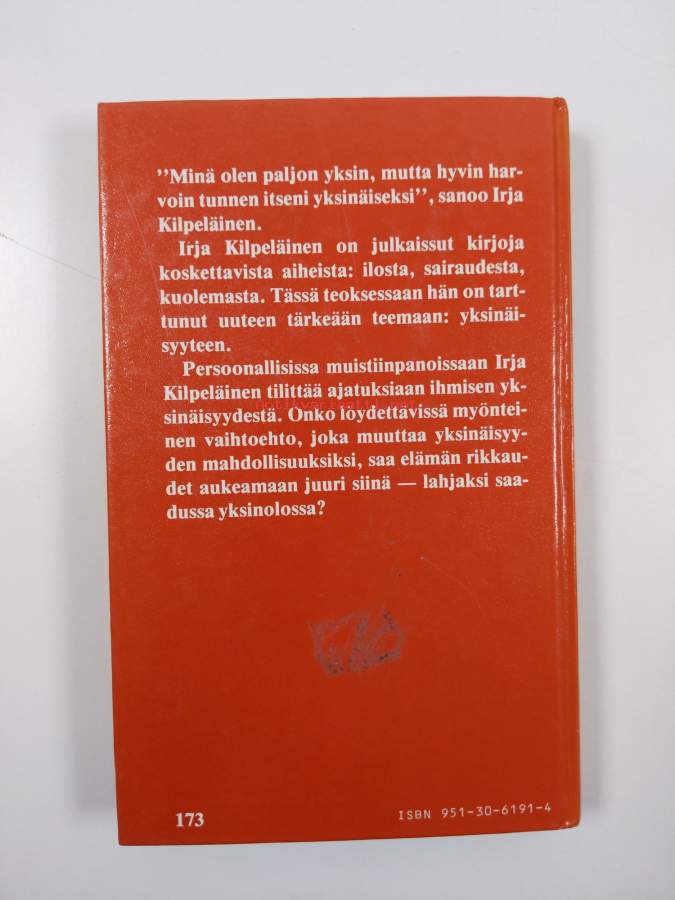 ”Minä olen paljon yksin, mutta hyvin har-
voin tunnen itseni yksinäiseksi”, sanoo Irja
Kilpeläinen.
Irja Kilpeläinen on julkaissut kirjoja
koskettavista aiheista: ilosta, sairaudesta,
kuolemasta. Tässä teoksessaan hän on tart-
tunut uuteen tärkeään teemaan: yksinäi-
syyteen.
Persoonallisissa muistiinpanoissaan Irja
Kilpeläinen tilittää ajatuksiaan ihmisen yk-
sinäisyydestä. Onko löydettävissä myöntei-
nen vaihtoehto, joka muuttaa yksinäisyy-
den mahdollisuuksiksi, saa elämän rikkau-
det aukeamaan juuri siinä — lahjaksi saa-
dussa yksinolossa?
173
ISBN 951-30-6191-4